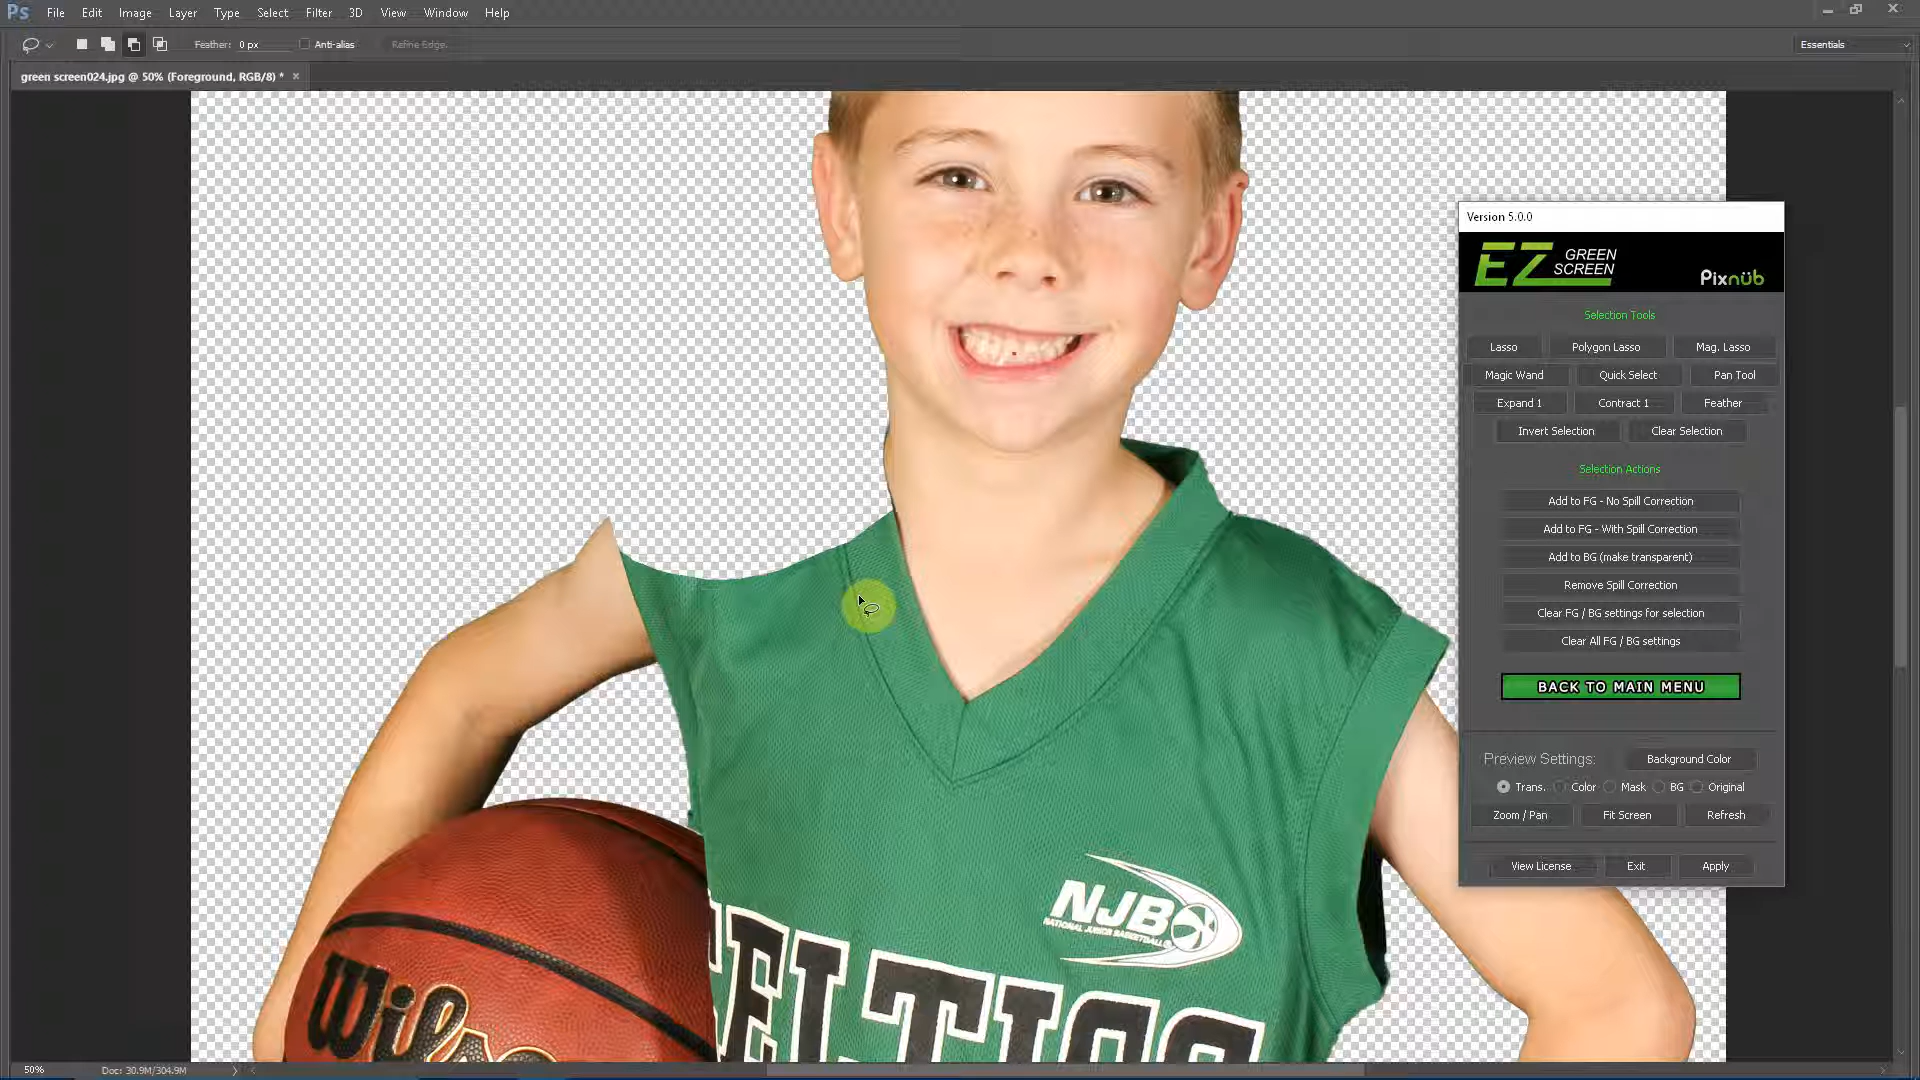 Ps File Edit Image Layer Type Select Filter 3D View Window Help
Feather: 0 px Anti-alias Refine Edge... Essentials
green screen024.jpg @ 50% (Foreground, RGB/8) *
Version 5.0.0
EZ GREEN SCREEN Pixnub
Selection Tools
Lasso Polygon Lasso Mag. Lasso
Magic Wand Quick Select Pan Tool
Expand 1 Contract 1 Feather
Invert Selection Clear Selection
Selection Actions
Add to FG - No Spill Correction
Add to FG - With Spill Correction
Add to BG (make transparent)
Remove Spill Correction
Clear FG / BG settings for selection
Clear All FG / BG settings
BACK TO MAIN MENU
Preview Settings: Background Color
Trans. Color Mask BG Original
Zoom / Pan Fit Screen Refresh
View License Exit Apply
NJB
NATIONAL JUNIOR BASKETBALL
ELTICS
Wils
50% Doc: 30.9M/304.9M